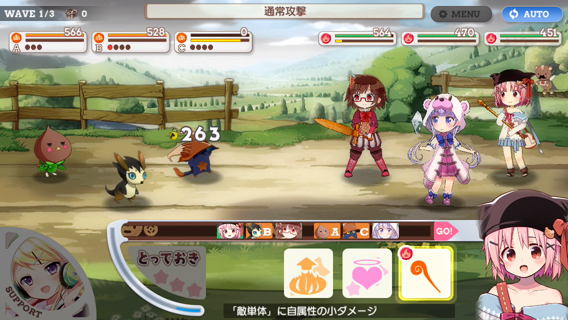 WAVE 1/3
0
通常攻撃
MENU
AUTO
566
A
528
B
0
C
564
470
451
263
B
A
C
GO!
とっておき
SUPPORT
「敵単体」に自属性の小ダメージ